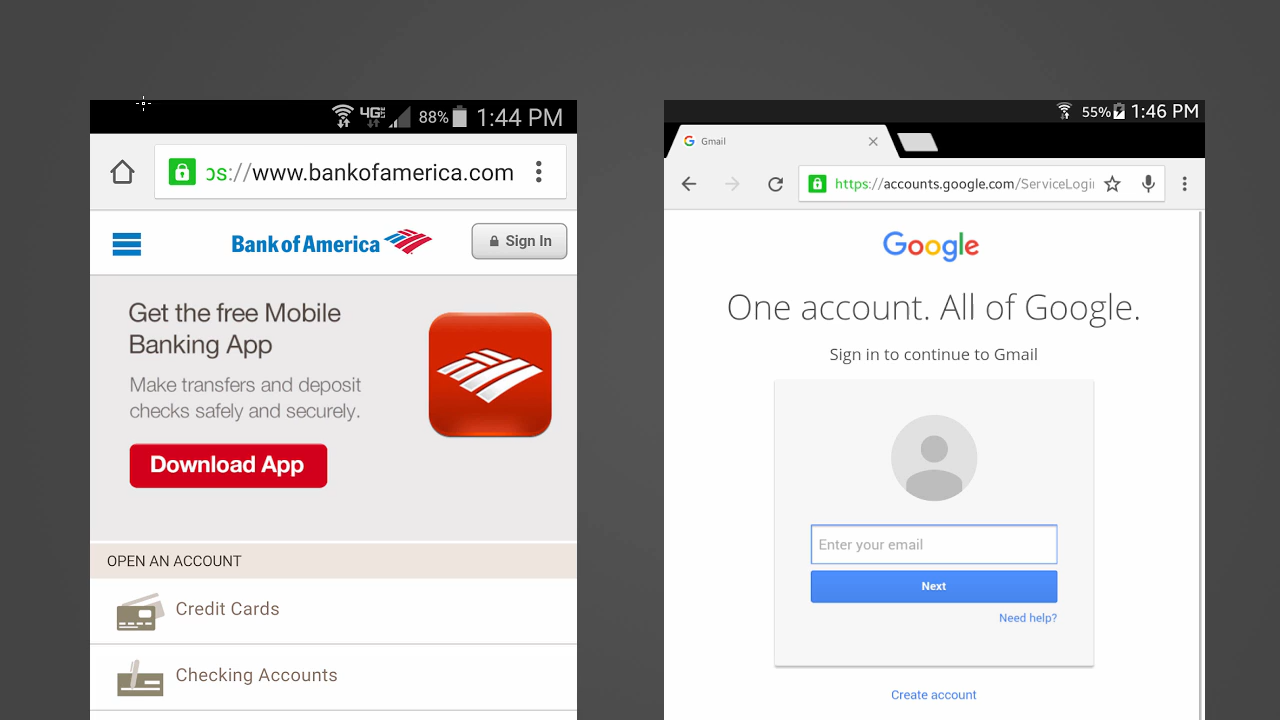 4G LTE 88% 1:44 PM
ps://www.bankofamerica.com
Bank of America
Sign In
Get the free Mobile
Banking App
Make transfers and deposit
checks safely and securely.
Download App
OPEN AN ACCOUNT
Credit Cards
Checking Accounts
55% 1:46 PM
G Gmail
https://accounts.google.com/ServiceLogi
Google
One account. All of Google.
Sign in to continue to Gmail
Enter your email
Next
Need help?
Create account